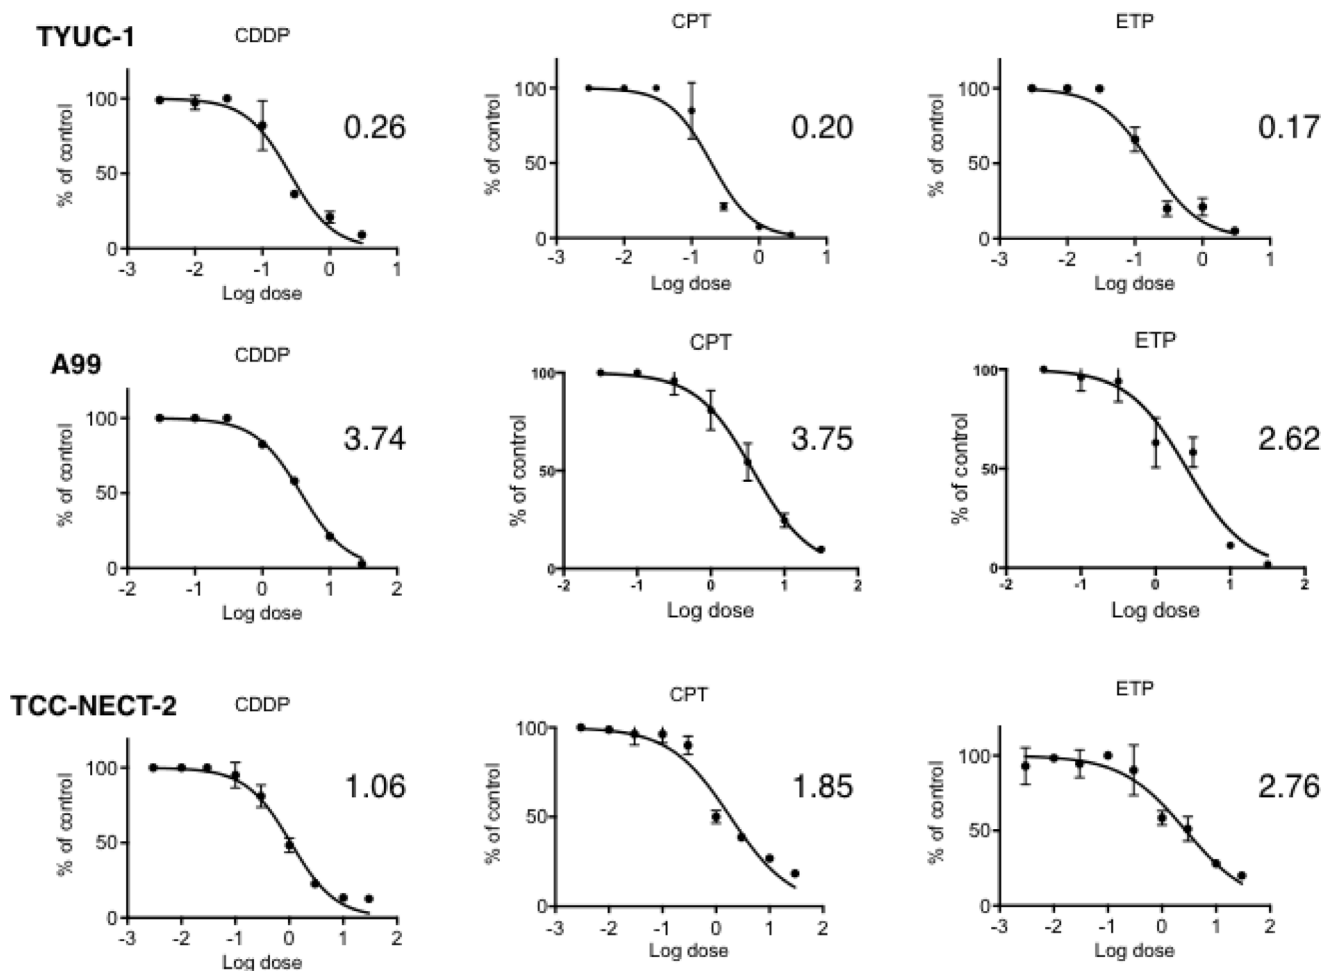 TYUC-1
CDDP
% of control
100
50
0
-3 -2 -1 0 1
Log dose
0.26
CPT
% of control
100
50
0
-3 -2 -1 0 1
Log dose
0.20
ETP
% of control
100
50
0
-3 -2 -1 0 1
Log dose
0.17
A99
CDDP
% of control
100
50
0
-2 -1 0 1 2
Log dose
3.74
CPT
% of control
100
50
0
-2 -1 0 1 2
Log dose
3.75
ETP
% of control
100
50
0
-2 -1 0 1 2
Log dose
2.62
TCC-NECT-2
CDDP
% of control
100
50
0
-3 -2 -1 0 1 2
Log dose
1.06
CPT
% of control
100
50
0
-3 -2 -1 0 1 2
Log dose
1.85
ETP
% of control
100
50
0
-3 -2 -1 0 1 2
Log dose
2.76